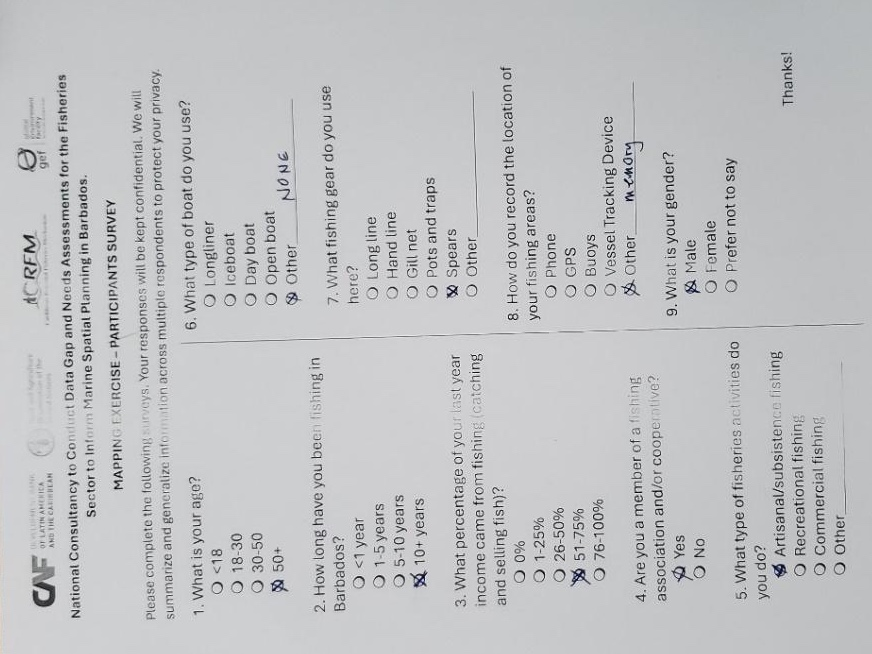 CAF
OF LATIN AMERICA
AND THE CARIBBEAN
CRFM
gef
National Consultancy to Conduct Data Gap and Needs Assessments for the Fisheries
Sector to Inform Marine Spatial Planning in Barbados.
MAPPING EXERCISE – PARTICIPANTS SURVEY
Please complete the following surveys. Your responses will be kept confidential. We will
summarize and generalize information across multiple respondents to protect your privacy.
1. What is your age?
<18
18-30
30-50
50+
2. How long have you been fishing in
Barbados?
<1 year
1-5 years
5-10 years
10+ years
3. What percentage of your last year
income came from fishing (catching
and selling fish)?
0%
1-25%
26-50%
51-75%
76-100%
4. Are you a member of a fishing
association and/or cooperative?
Yes
No
5. What type of fisheries activities do
you do?
Artisanal/subsistence fishing
Recreational fishing
Commercial fishing
Other
6. What type of boat do you use?
Longliner
Iceboat
Day boat
Open boat
Other NONE
7. What fishing gear do you use
here?
Long line
Hand line
Gill net
Pots and traps
Spears
Other
8. How do you record the location of
your fishing areas?
Phone
GPS
Buoys
Vessel Tracking Device
Other memory
9. What is your gender?
Male
Female
Prefer not to say
Thanks!